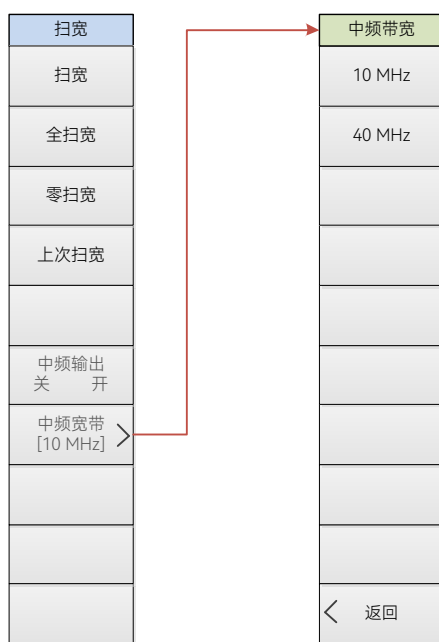 扫宽
扫宽
全扫宽
零扫宽
上次扫宽
中频输出
关 开
中频宽带
[10 MHz]
中频带宽
10 MHz
40 MHz
返回